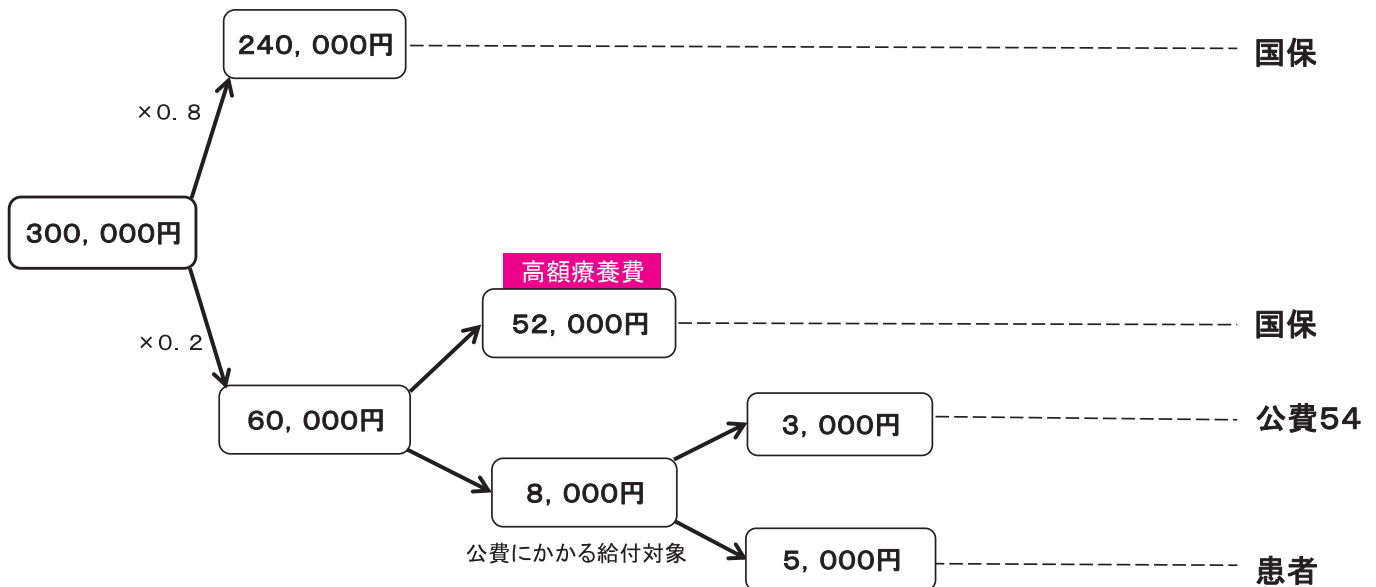 240,000円
国保
×0.8
300,000円
高額療養費
52,000円
国保
×0.2
60,000円
3,000円
公費54
8,000円
公費にかかる給付対象
5,000円
患者